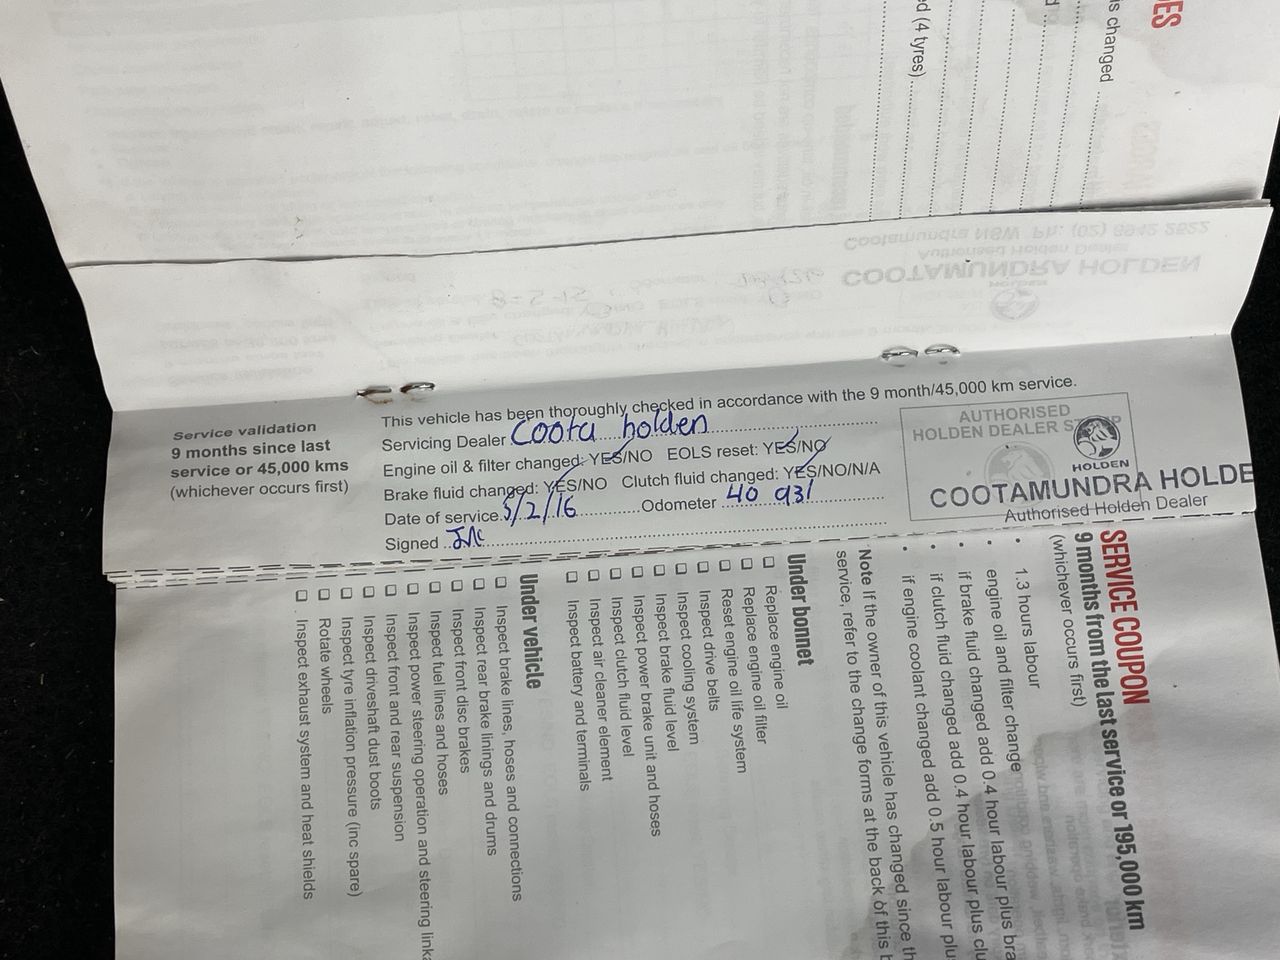 ES
is changed
d
ed (4 tyres)
COOTAMUNDRA HOLDEN
Authorised Holden Dealer
Cootamundra NSW Ph: (02) 6942 2622
Service validation
9 months since last
service or 45,000 kms
(whichever occurs first)
This vehicle has been thoroughly checked in accordance with the 9 month/45,000 km service.
Servicing Dealer Coota holden
Engine oil & filter changed: YES/NO EOLS reset: YES/NO
Brake fluid changed: YES/NO Clutch fluid changed: YES/NO/N/A
Date of service 5/2/16 Odometer 40 931
Signed
AUTHORISED
HOLDEN DEALER
HOLDEN
COOTAMUNDRA HOLDE
Authorised Holden Dealer
SERVICE COUPON
9 months from the last service or 195,000 km
(whichever occurs first)
• 1.3 hours labour
• engine oil and filter change
• if brake fluid changed add 0.4 hour labour plus bra
• if clutch fluid changed add 0.4 hour labour plus clu
• if engine coolant changed add 0.5 hour labour plu
Note If the owner of this vehicle has changed since th
service, refer to the change forms at the back of this b
Under bonnet
Replace engine oil
Replace engine oil filter
Reset engine oil life system
Inspect drive belts
Inspect cooling system
Inspect brake fluid level
Inspect power brake unit and hoses
Inspect clutch fluid level
Inspect air cleaner element
Inspect battery and terminals
Under vehicle
Inspect brake lines, hoses and connections
Inspect rear brake linings and drums
Inspect front disc brakes
Inspect fuel lines and hoses
Inspect power steering operation and steering linka
Inspect front and rear suspension
Inspect driveshaft dust boots
Inspect tyre inflation pressure (inc spare)
Rotate wheels
Inspect exhaust system and heat shields